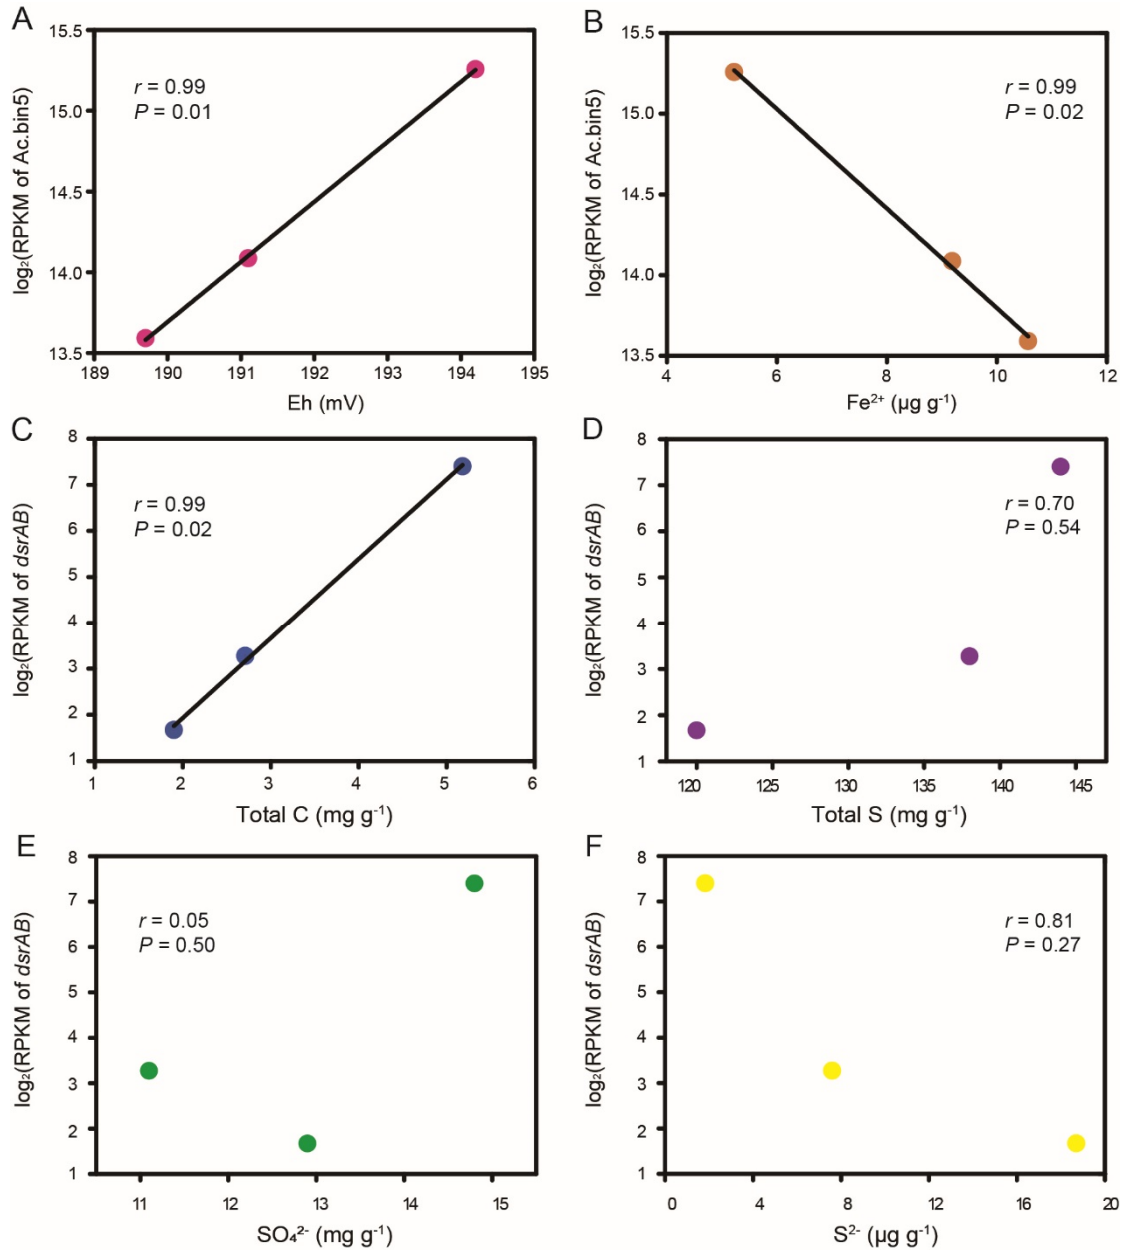 A
15.5
15.0
14.5
14.0
13.5
log₂(RPKM of Ac.bin5)
r = 0.99
P = 0.01
189 190 191 192 193 194 195
Eh (mV)
B
15.5
15.0
14.5
14.0
13.5
log₂(RPKM of Ac.bin5)
r = 0.99
P = 0.02
4 6 8 10 12
Fe²⁺ (µg g⁻¹)
C
8
7
6
5
4
3
2
1
log₂(RPKM of dsrAB)
r = 0.99
P = 0.02
1 2 3 4 5 6
Total C (mg g⁻¹)
D
8
7
6
5
4
3
2
1
log₂(RPKM of dsrAB)
r = 0.70
P = 0.54
120 125 130 135 140 145
Total S (mg g⁻¹)
E
8
7
6
5
4
3
2
1
log₂(RPKM of dsrAB)
r = 0.05
P = 0.50
11 12 13 14 15
SO₄²⁻ (mg g⁻¹)
F
8
7
6
5
4
3
2
1
log₂(RPKM of dsrAB)
r = 0.81
P = 0.27
0 4 8 12 16 20
S²⁻ (µg g⁻¹)